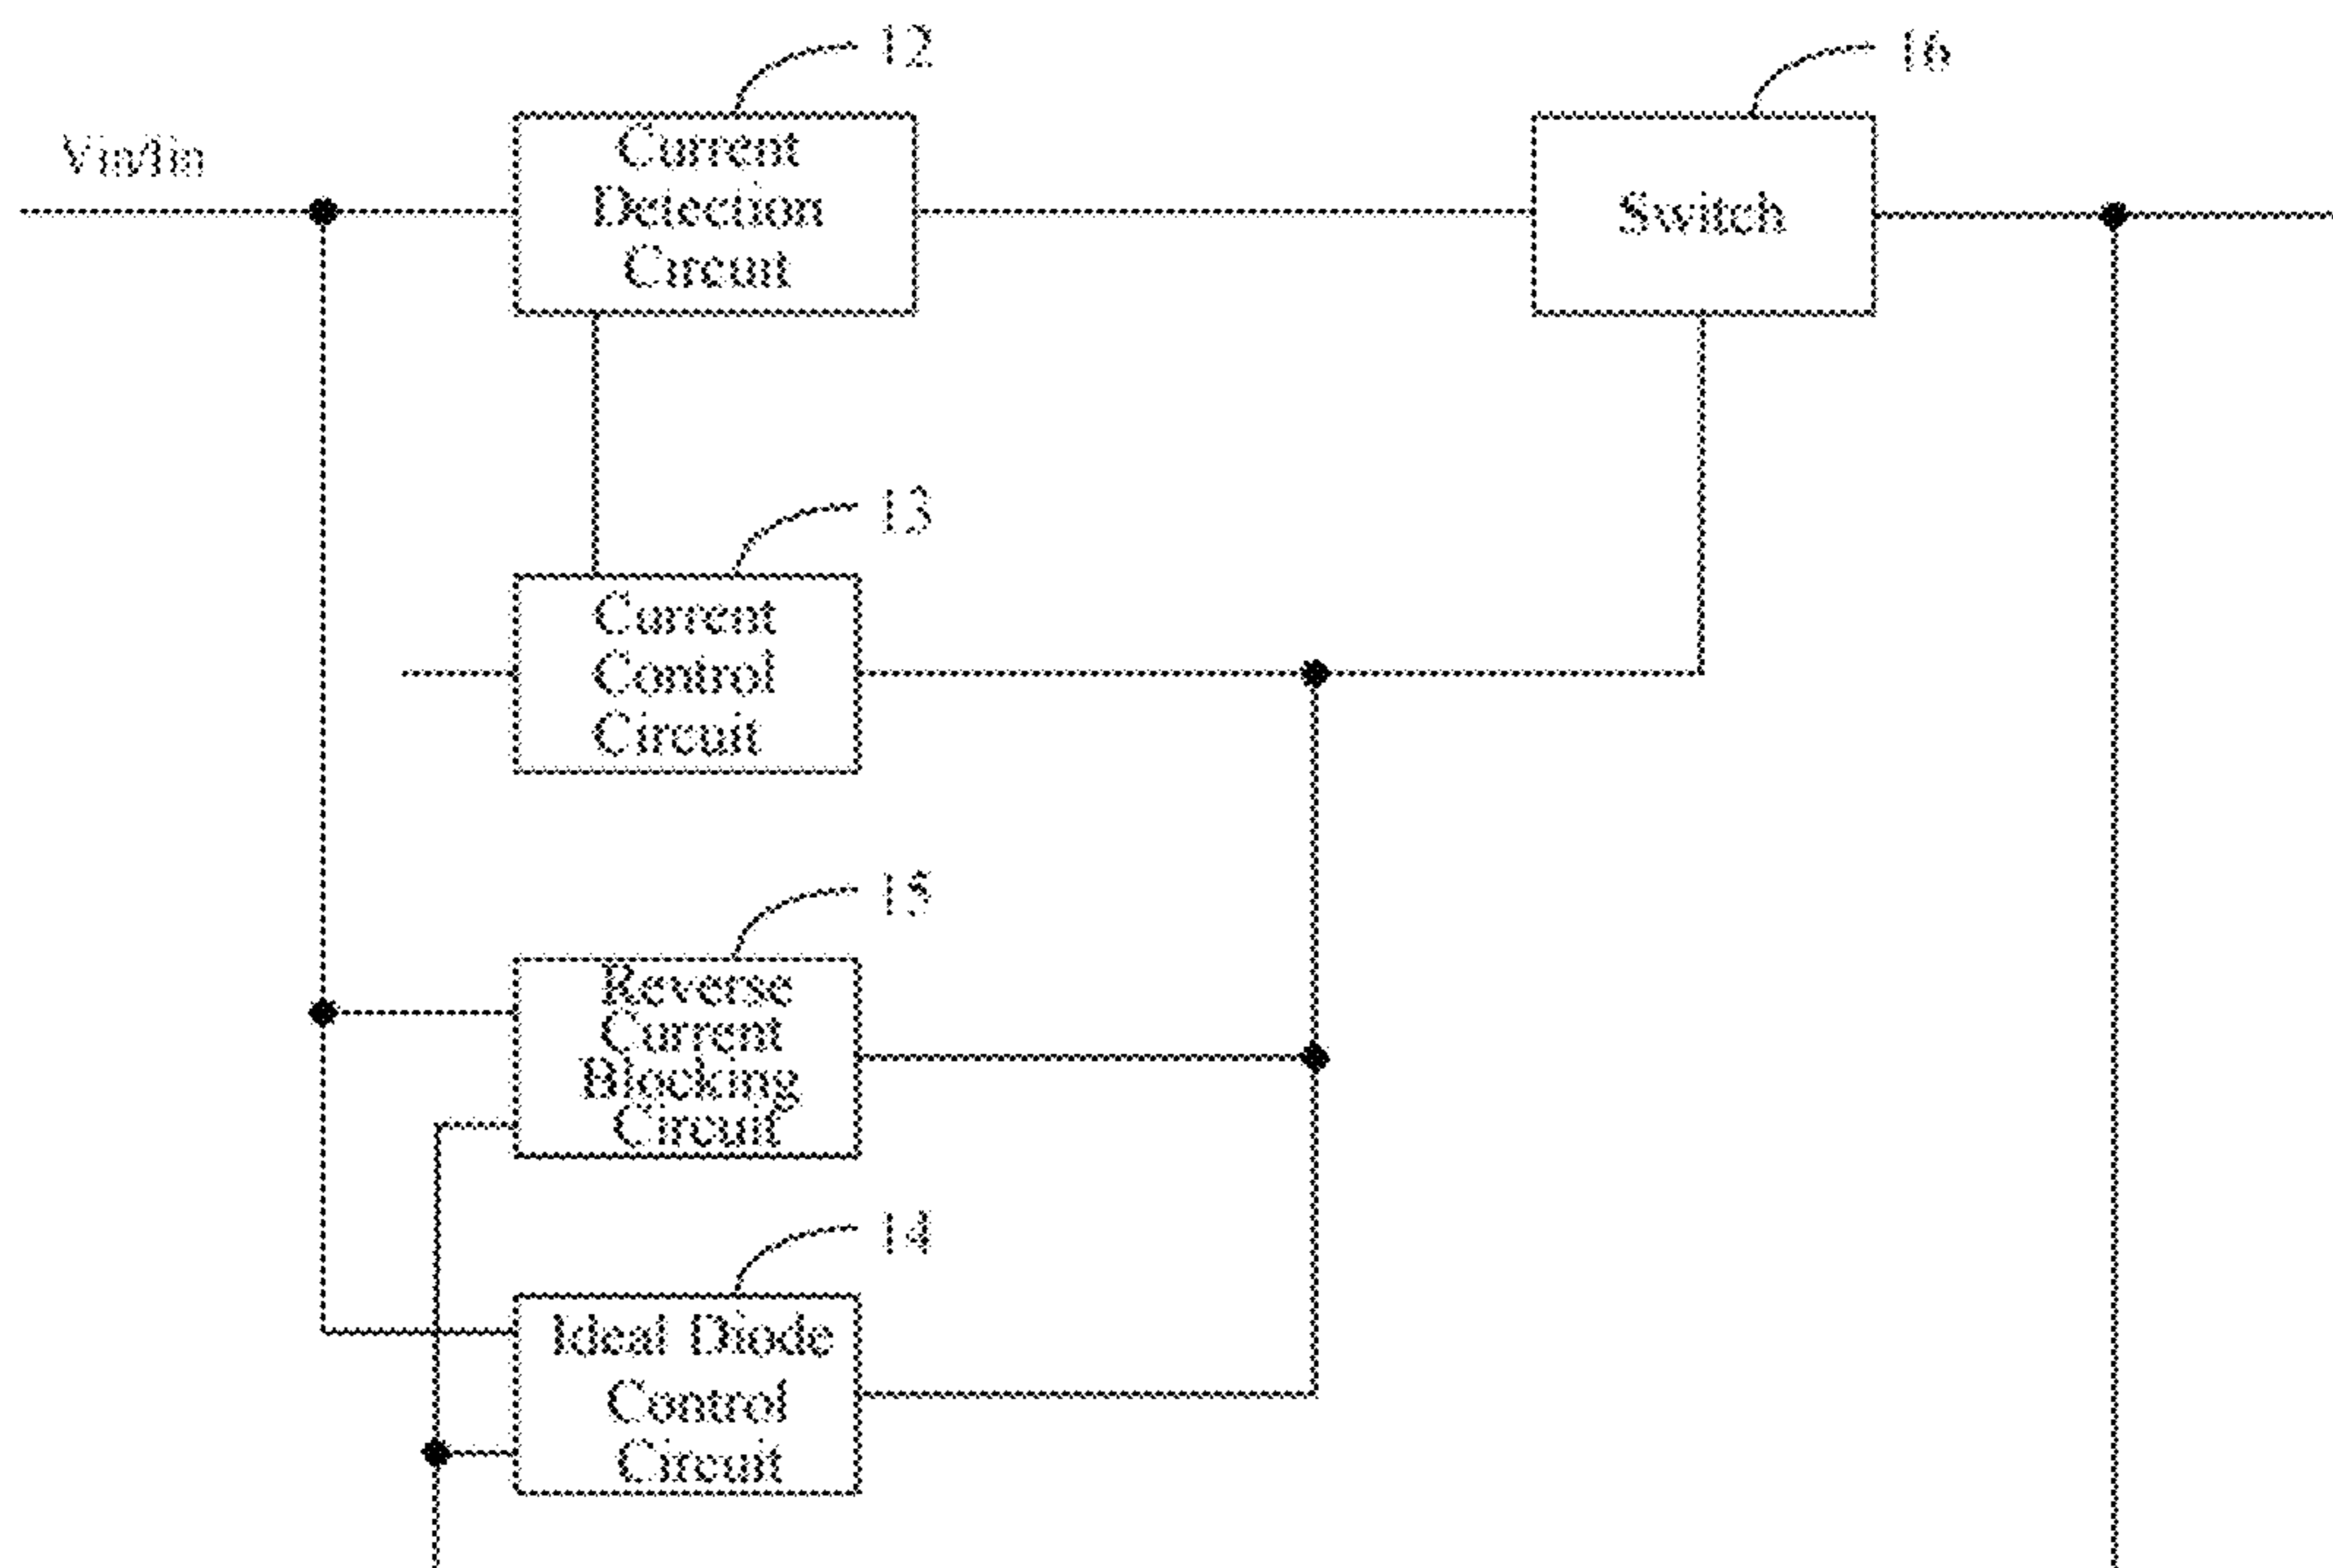 12
16
Vin/Iin
Current
Detection
Circuit
Switch
13
Current
Control
Circuit
15
Reverse
Current
Blocking
Circuit
14
Ideal Diode
Control
Circuit